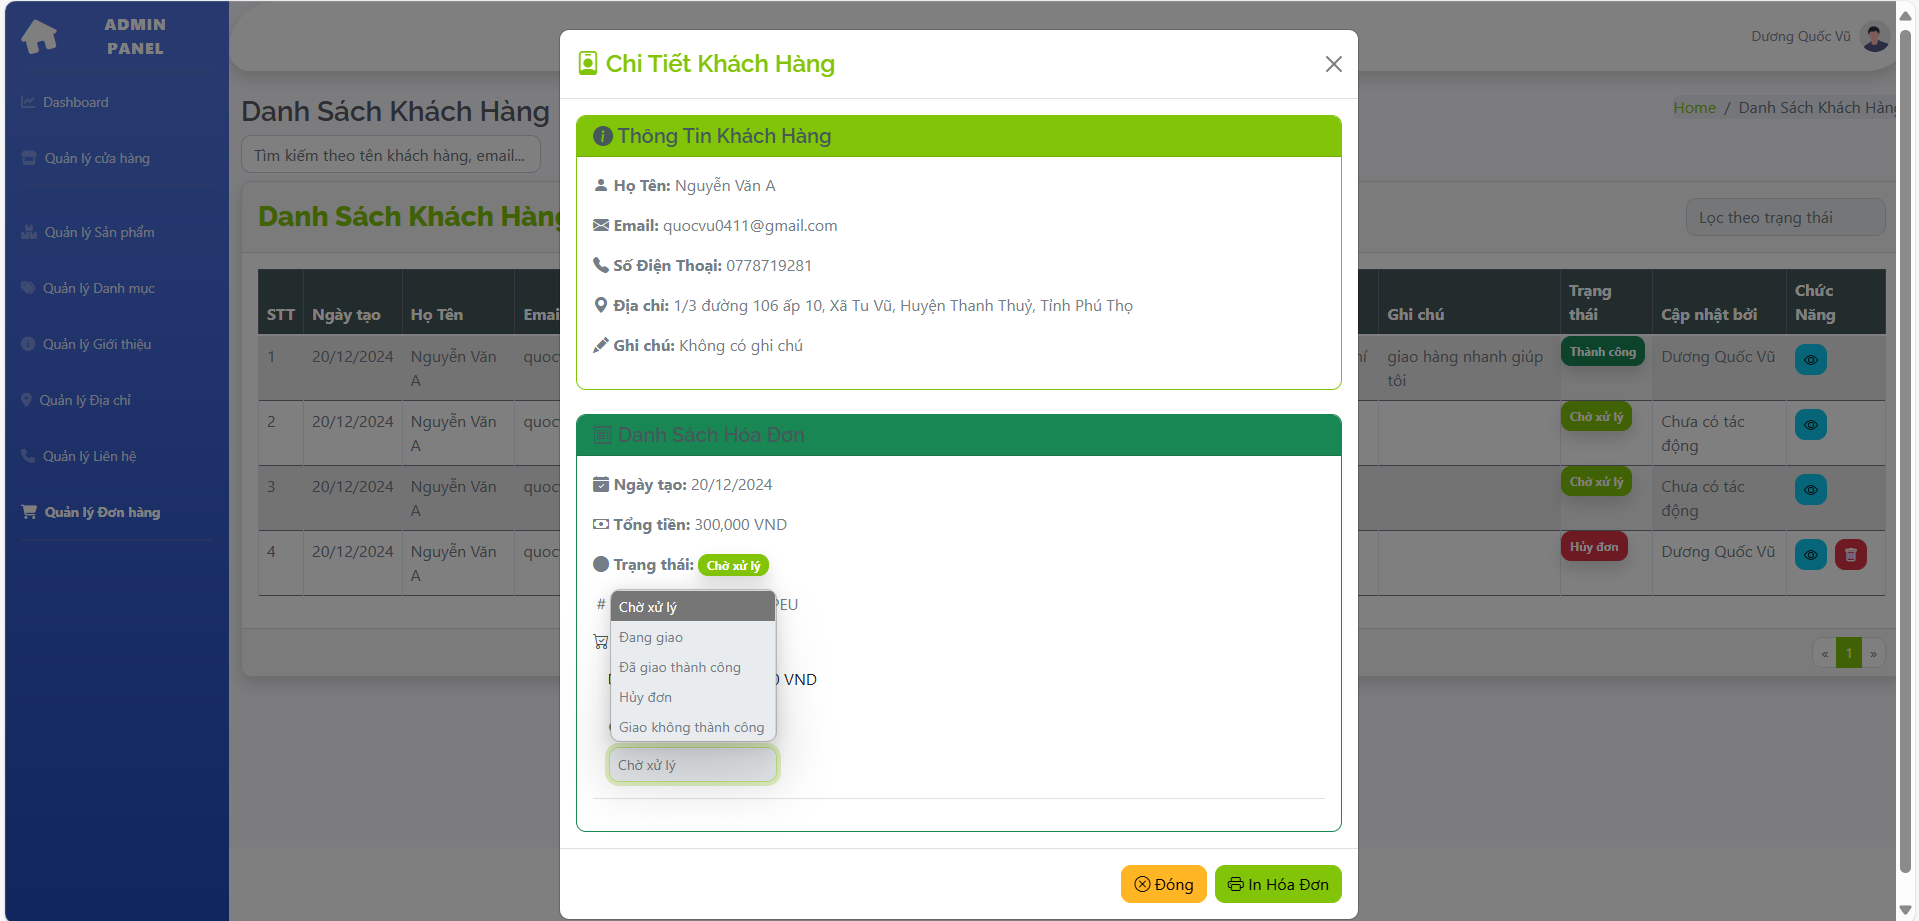 ADMIN
PANEL
Dashboard
Quản lý cửa hàng
Quản lý Sản phẩm
Quản lý Danh mục
Quản lý Giới thiệu
Quản lý Địa chỉ
Quản lý Liên hệ
Quản lý Đơn hàng
Dương Quốc Vũ
Danh Sách Khách Hàng
Home / Danh Sách Khách Hàng
Tìm kiếm theo tên khách hàng, email...
Danh Sách Khách Hàng
Lọc theo trạng thái
STT Ngày tạo Họ Tên Emai Ghi chú Trạng thái Cập nhật bởi Chức Năng
1 20/12/2024 Nguyễn Văn A quoc giao hàng nhanh giúp tôi Thành công Dương Quốc Vũ
2 20/12/2024 Nguyễn Văn A quoc Chờ xử lý Chưa có tác động
3 20/12/2024 Nguyễn Văn A quoc Chờ xử lý Chưa có tác động
4 20/12/2024 Nguyễn Văn A quoc Hủy đơn Dương Quốc Vũ
« 1 »
Chi Tiết Khách Hàng
Thông Tin Khách Hàng
Họ Tên: Nguyễn Văn A
Email: quocvu0411@gmail.com
Số Điện Thoại: 0778719281
Địa chỉ: 1/3 đường 106 ấp 10, Xã Tu Vũ, Huyện Thanh Thuỷ, Tỉnh Phú Thọ
Ghi chú: Không có ghi chú
Danh Sách Hóa Đơn
Ngày tạo: 20/12/2024
Tổng tiền: 300,000 VND
Trạng thái: Chờ xử lý
# PEU
VND
Chờ xử lý
Đang giao
Đã giao thành công
Hủy đơn
Giao không thành công
Chờ xử lý
Đóng
In Hóa Đơn